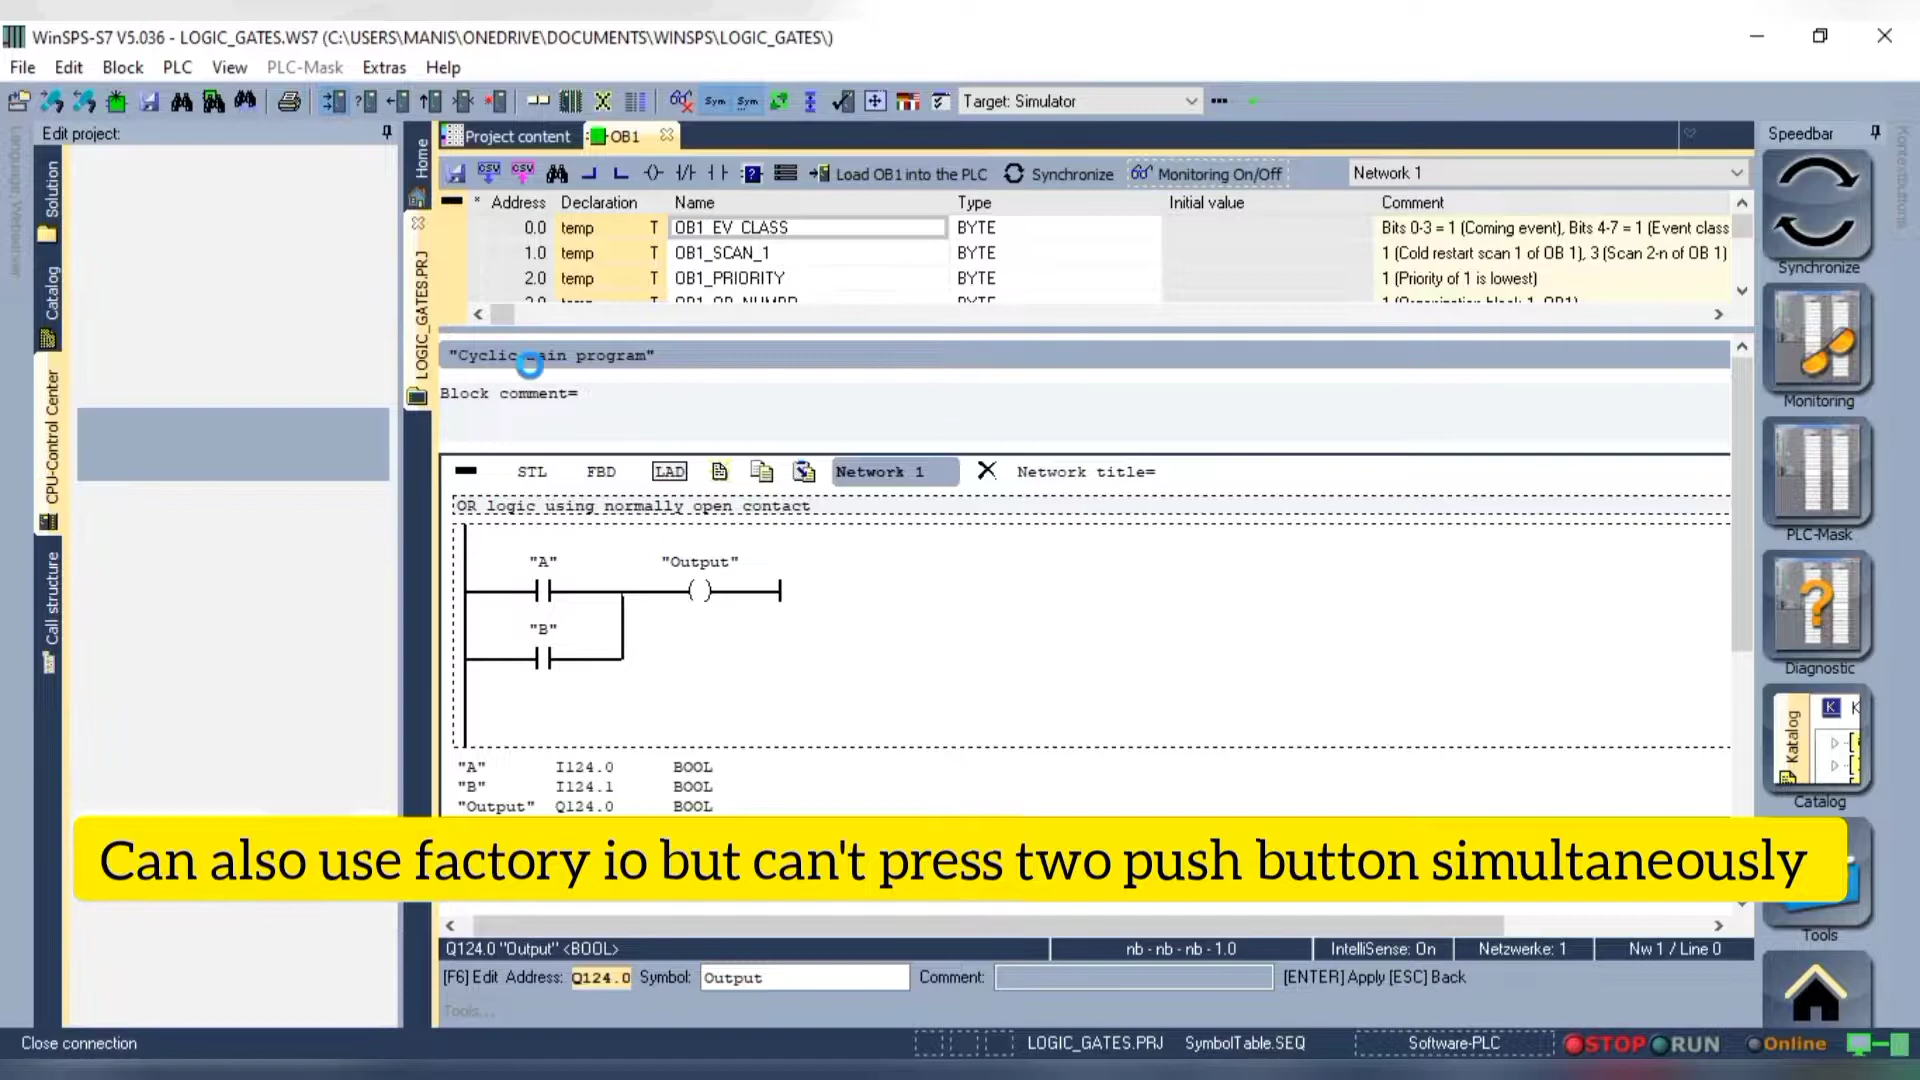 WinSPS-S7 V5.036 - LOGIC_GATES.WS7 (C:\USERS\MANIS\ONEDRIVE\DOCUMENTS\WINSPS\LOGIC_GATES\)
File Edit Block PLC View PLC-Mask Extras Help
Sym Sym Target: Simulator
Edit project:
Project content OB1
Speedbar
Solution
Catalog
CPU-Control Center
Call structure
Home
LOGIC_GATES.PRJ
CSV CSV Load OB1 into the PLC Synchronize Monitoring On/Off Network 1
* Address Declaration Name Type Initial value Comment
0.0 temp T OB1_EV_CLASS BYTE Bits 0-3 = 1 (Coming event), Bits 4-7 = 1 (Event class
1.0 temp T OB1_SCAN_1 BYTE 1 (Cold restart scan 1 of OB 1), 3 (Scan 2-n of OB 1)
2.0 temp T OB1_PRIORITY BYTE 1 (Priority of 1 is lowest)
"Cyclic main program"
Block comment=
STL FBD LAD Network 1 Network title=
OR logic using normally open contact
"A" "Output"
"B"
"A" I124.0 BOOL
"B" I124.1 BOOL
"Output" Q124.0 BOOL
Can also use factory io but can't press two push button simultaneously
Q124.0 "Output" <BOOL> nb - nb - nb - 1.0 IntelliSense: On Netzwerke: 1 Nw 1 / Line 0
[F6] Edit Address: Q124.0 Symbol: Output Comment: [ENTER] Apply [ESC] Back
Tools...
Close connection LOGIC_GATES.PRJ SymbolTable.SEQ Software-PLC STOP RUN Online
Synchronize
Monitoring
PLC-Mask
Diagnostic
Katalog
K
Catalog
Tools